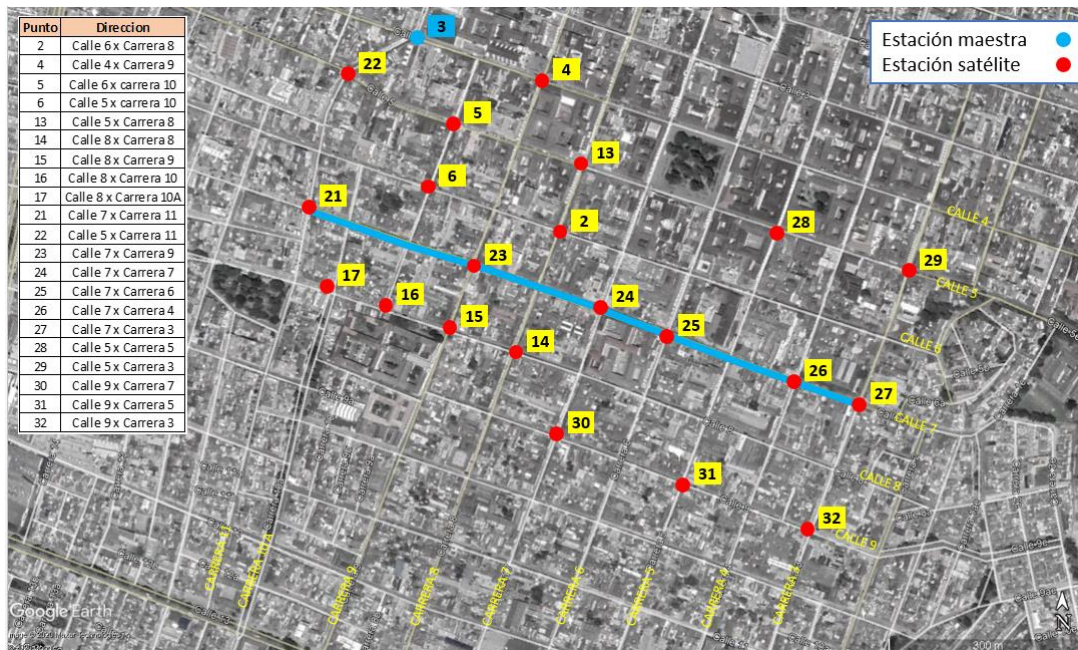 Punto Direccion
2 Calle 6 x Carrera 8
4 Calle 4 x Carrera 9
5 Calle 6 x carrera 10
6 Calle 5 x carrera 10
13 Calle 5 x Carrera 8
14 Calle 8 x Carrera 8
15 Calle 8 x Carrera 9
16 Calle 8 x Carrera 10
17 Calle 8 x Carrera 10A
21 Calle 7 x Carrera 11
22 Calle 5 x Carrera 11
23 Calle 7 x Carrera 9
24 Calle 7 x Carrera 7
25 Calle 7 x Carrera 6
26 Calle 7 x Carrera 4
27 Calle 7 x Carrera 3
28 Calle 5 x Carrera 5
29 Calle 5 x Carrera 3
30 Calle 9 x Carrera 7
31 Calle 9 x Carrera 5
32 Calle 9 x Carrera 3
Estación maestra
Estación satélite
3
22
4
5
13
6
21
2
28
23
29
17
16
24
15
25
14
26
27
30
31
32
CALLE 4
CALLE 5
CALLE 6
CALLE 7
CALLE 8
CALLE 9
CARRERA 11
CARRERA 10A
CARRERA 9
CARRERA 8
CARRERA 7
CARRERA 6
CARRERA 5
CARRERA 4
CARRERA 3
Google Earth
300 m
N